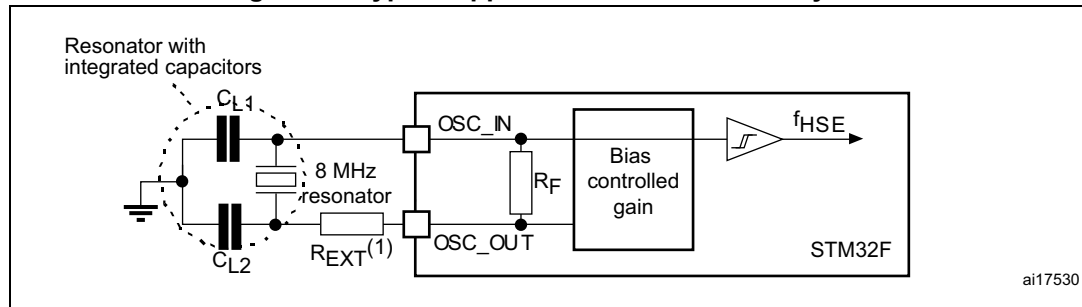 Resonator with
integrated capacitors
CL1
OSC_IN
fHSE
8 MHz
resonator
RF
Bias
controlled
gain
REXT(1)
OSC_OUT
STM32F
CL2
ai17530